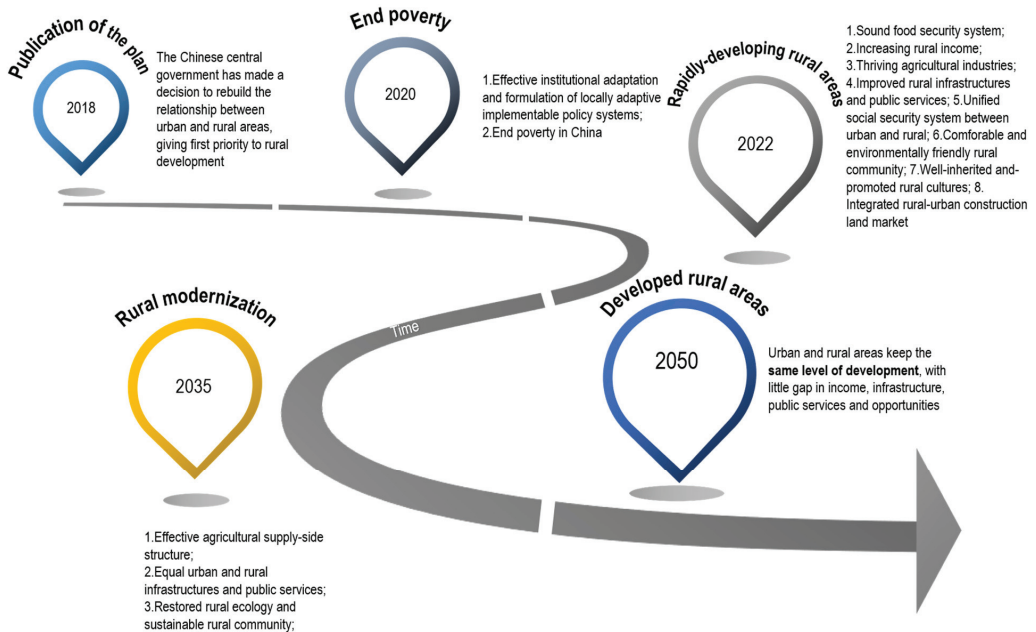 Publication of the plan
2018
The Chinese central
government has made a
decision to rebuild the
relationship between
urban and rural areas,
giving first priority to rural
development
End poverty
2020
1.Effective institutional adaptation
and formulation of locally adaptive
implementable policy systems;
2.End poverty in China
Rapidly-developing rural areas
2022
1.Sound food security system;
2.Increasing rural income;
3.Thriving agricultural industries;
4.Improved rural infrastructures
and public services; 5.Unified
social security system between
urban and rural; 6.Comforable and
environmentally friendly rural
community; 7.Well-inherited and-
promoted rural cultures; 8.
Integrated rural-urban construction
land market
Time
Rural modernization
2035
1.Effective agricultural supply-side
structure;
2.Equal urban and rural
infrastructures and public services;
3.Restored rural ecology and
sustainable rural community;
Developed rural areas
2050
Urban and rural areas keep the
same level of development, with
little gap in income, infrastructure,
public services and opportunities